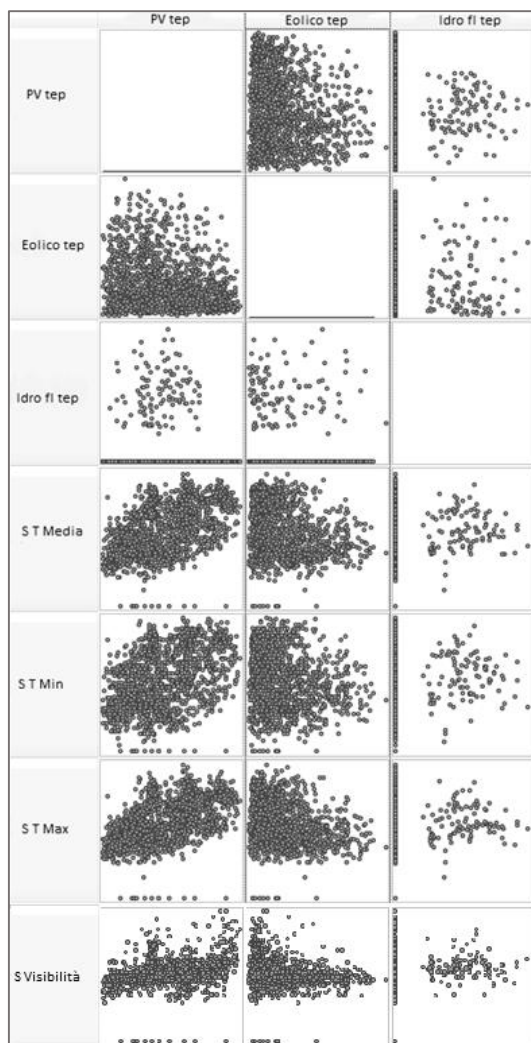 PV tep Eolico tep Idro fl tep
PV tep
Eolico tep
Idro fl tep
S T Media
S T Min
S T Max
S Visibilità